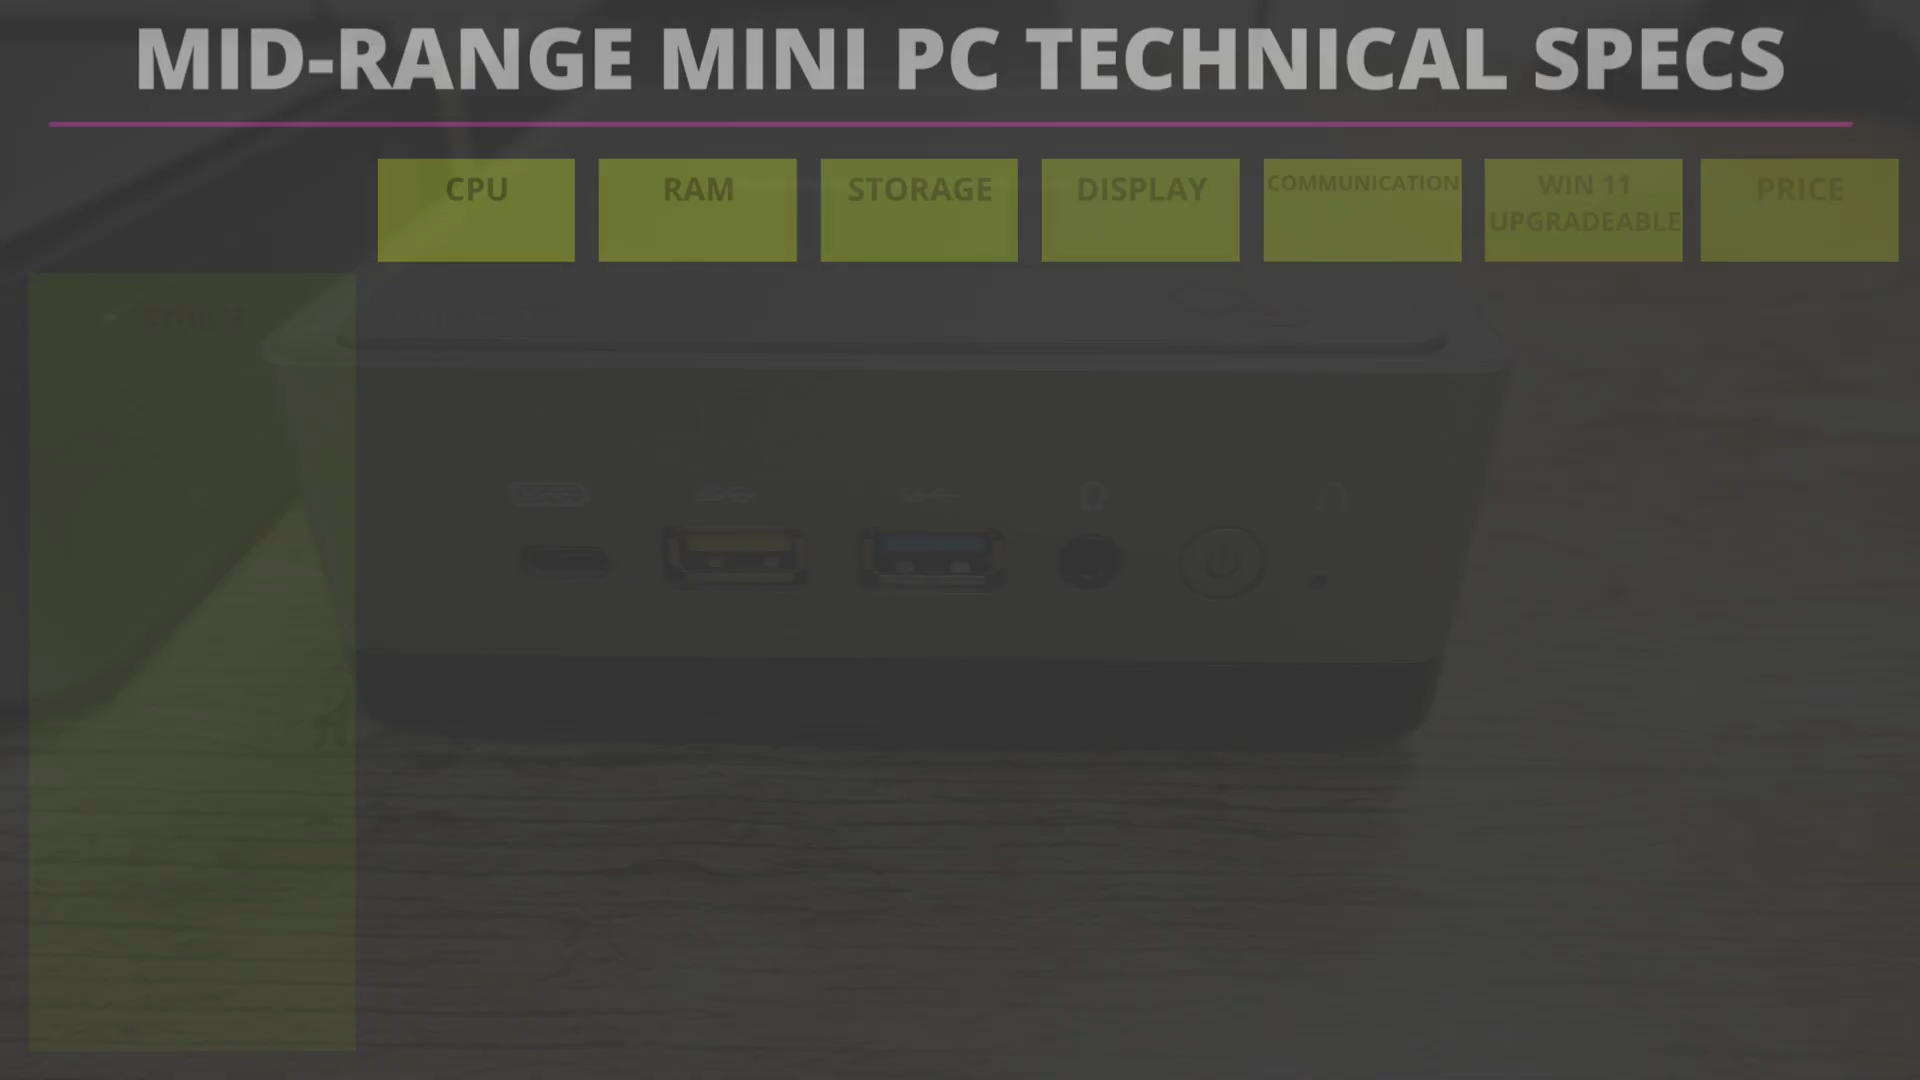 MID-RANGE MINI PC TECHNICAL SPECS
CPU
RAM
STORAGE
DISPLAY
COMMUNICATION
WIN 11
UPGRADEABLE
PRICE